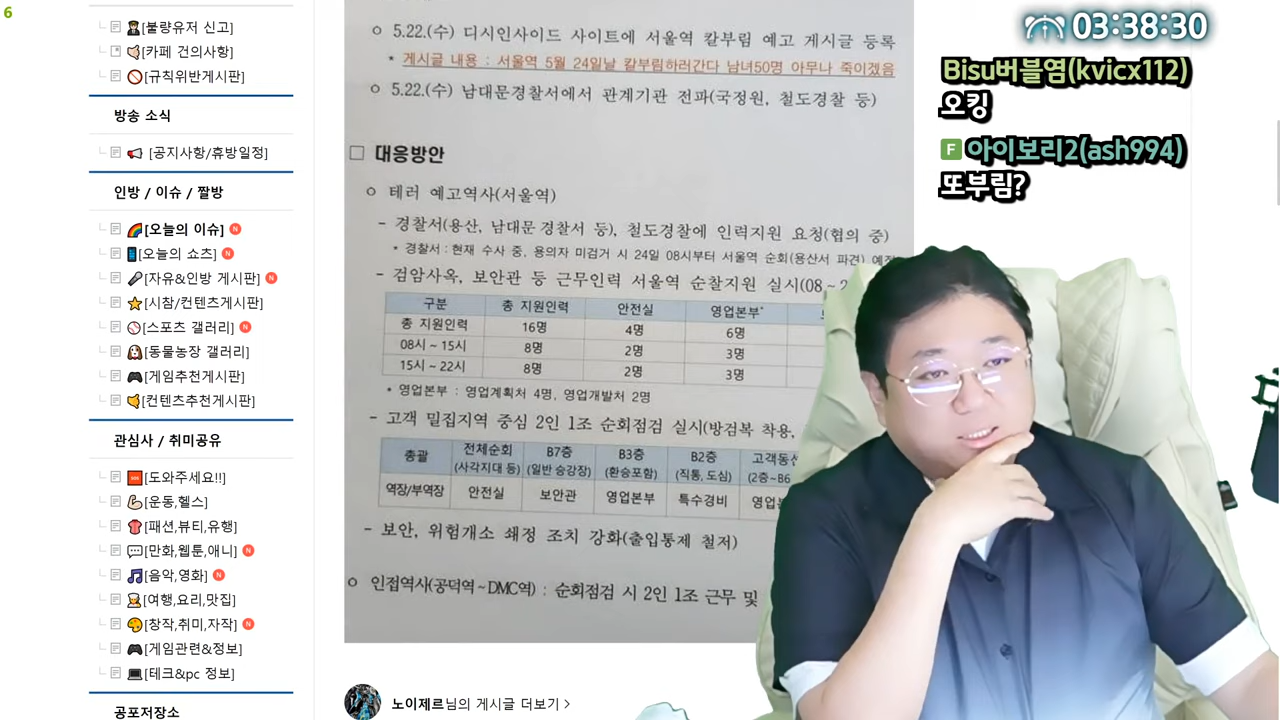 6
[불량유저 신고]
[카페 건의사항]
[규칙위반게시판]
방송 소식
[공지사항/휴방일정]
인방 / 이슈 / 짤방
[오늘의 이슈] N
[오늘의 쇼츠] N
[자유&인방 게시판] N
[시참/컨텐츠게시판]
[스포츠 갤러리] N
[동물농장 갤러리]
[게임추천게시판]
[컨텐츠추천게시판]
관심사 / 취미공유
[도와주세요!!]
[운동,헬스]
[패션,뷰티,유행]
[만화,웹툰,애니] N
[음악,영화] N
[여행,요리,맛집]
[창작,취미,자작] N
[게임관련&정보]
[테크&pc 정보]
공포저장소
ㅇ 5.22.(수) 디시인사이드 사이트에 서울역 칼부림 예고 게시글 등록
* 게시글 내용 : 서울역 5월 24일날 칼부림하러간다 남녀50명 아무나 죽이겠음
ㅇ 5.22.(수) 남대문경찰서에서 관계기관 전파(국정원, 철도경찰 등)
□ 대응방안
ㅇ 테러 예고역사(서울역)
- 경찰서(용산, 남대문 경찰서 등), 철도경찰에 인력지원 요청(협의 중)
* 경찰서 : 현재 수사 중, 용의자 미검거 시 24일 08시부터 서울역 순회(용산서 파견)
- 검암사옥, 보안관 등 근무인력 서울역 순찰지원 실시(08 ~
구분 총 지원인력 안전실 영업본부*
총 지원인력 16명 4명 6명
08시 ~ 15시 8명 2명 3명
15시 ~ 22시 8명 2명 3명
* 영업본부 : 영업계획처 4명, 영업개발처 2명
- 고객 밀집지역 중심 2인 1조 순회점검 실시(방검복 착용,
총괄 전체순회 (사각지대 등) B7층 (일반 승강장) B3층 (환승포함) B2층 (직통, 도심) 고객동선 (2층~B6
역장/부역장 안전실 보안관 영업본부 특수경비
- 보안, 위험개소 쇄정 조치 강화(출입통제 철저)
ㅇ 인접역사(공덕역~DMC역) : 순회점검 시 2인 1조 근무 및
노이제르님의 게시글 더보기 >
03:38:30
Bisu버블염(kvicx112)
오킹
F 아이보리2(ash994)
또부림?